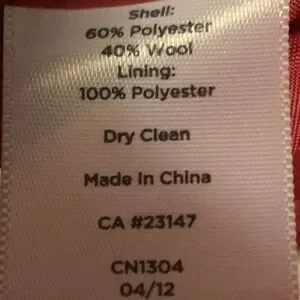 Shell:
60% Polyester
40% Wool
Lining:
100% Polyester
Dry Clean
Made In China
CA #23147
CN1304
04/12